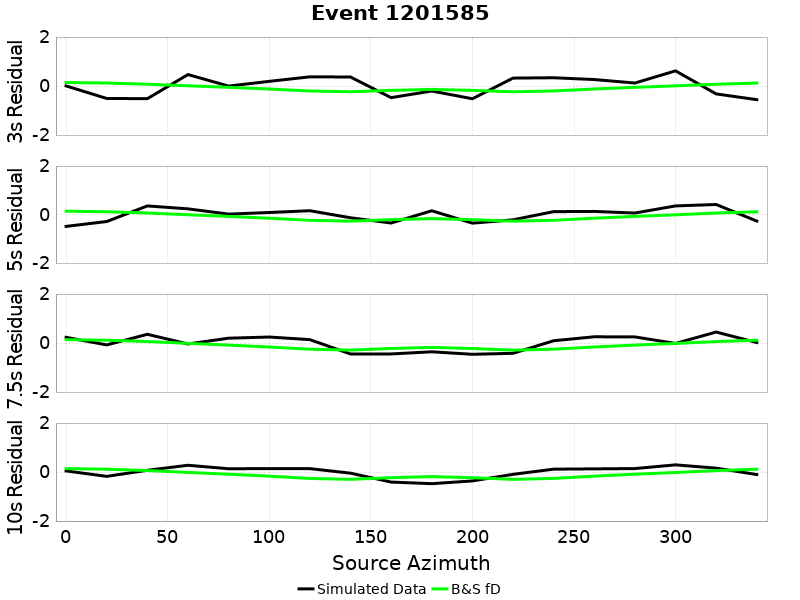 Event 1201585
3s Residual
2
0
-2
5s Residual
2
0
-2
7.5s Residual
2
0
-2
10s Residual
2
0
-2
0 50 100 150 200 250 300
Source Azimuth
Simulated Data B&S fD